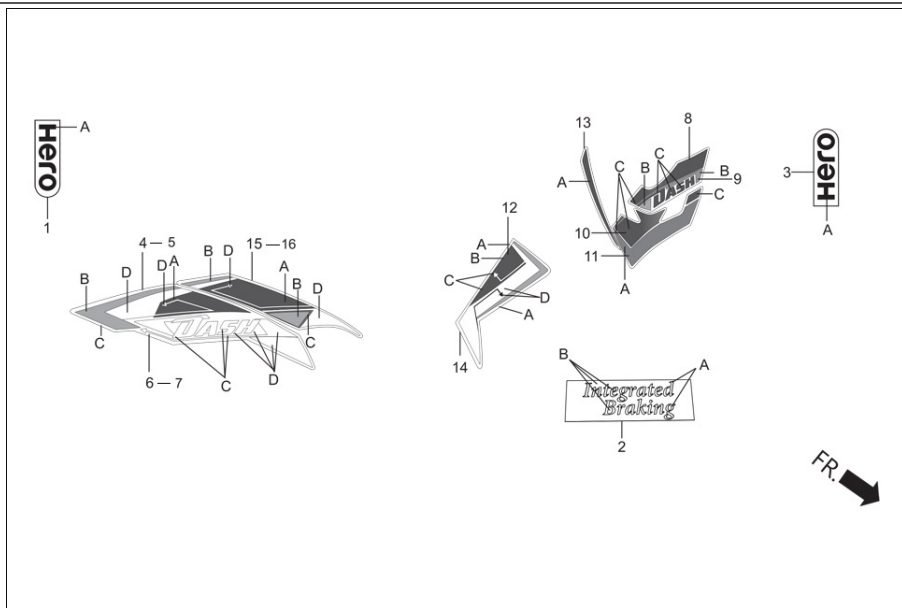 Hero
A
1
4 — 5
15 — 16
B
D
D
A
B
D
A
B
D
C
DASH
C
6 — 7
C
D
12
A
B
C
D
A
14
13
8
C
C
B
B
9
A
DASH
C
10
11
A
3
Hero
A
B
A
Integrated
Braking
2
FR.